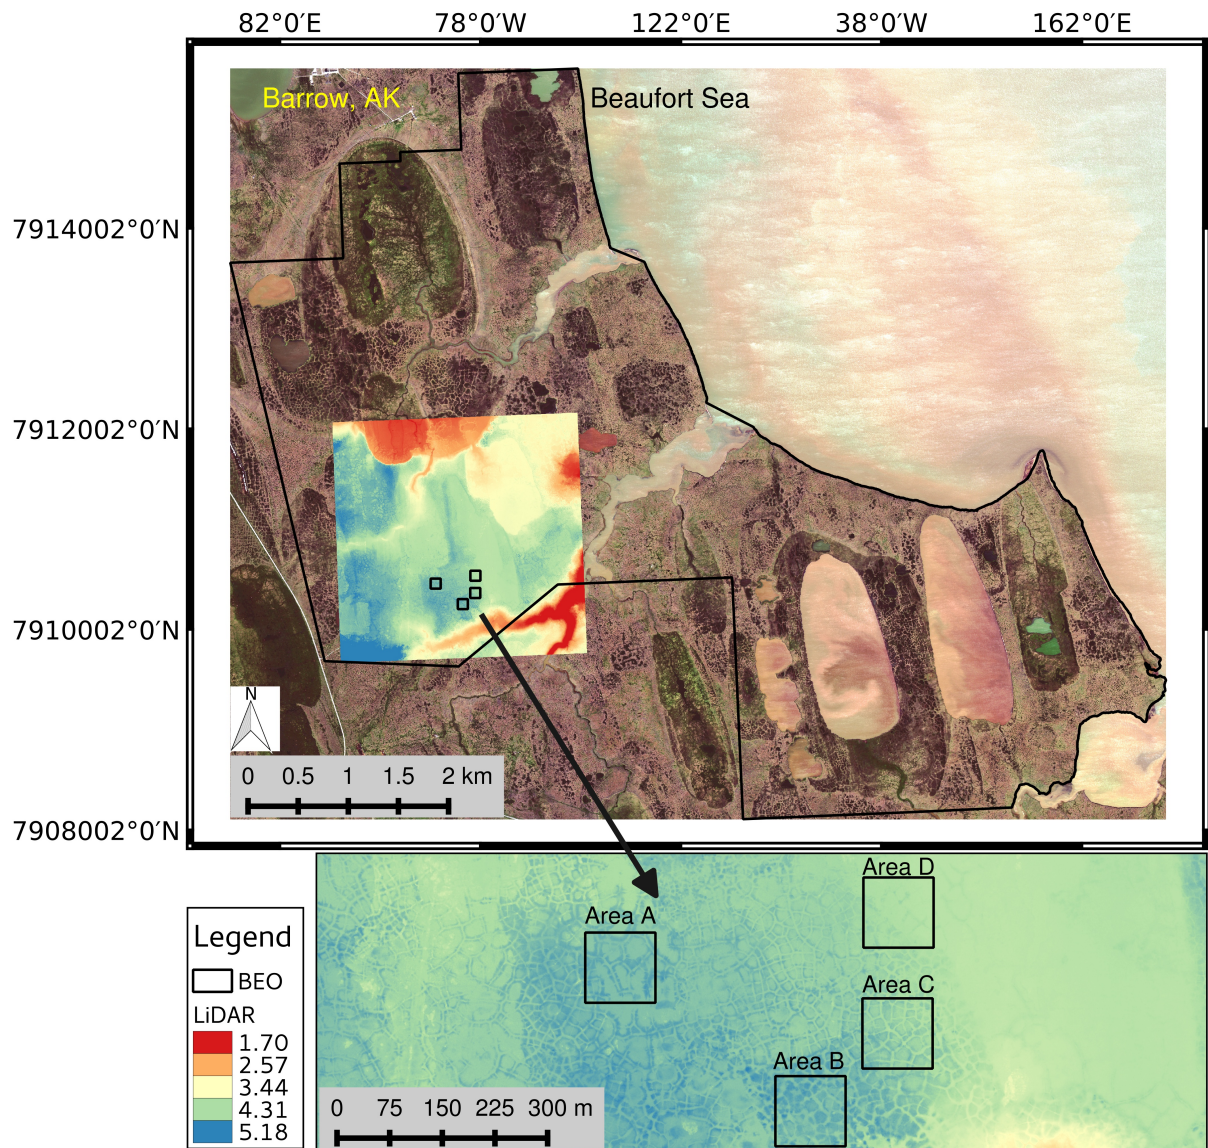 82°0′E 78°0′W 122°0′E 38°0′W 162°0′E
Barrow, AK
Beaufort Sea
7914002°0′N
7912002°0′N
7910002°0′N
7908002°0′N
N
0 0.5 1 1.5 2 km
Area D
Area A
Area C
Area B
Legend
BEO
LiDAR
1.70
2.57
3.44
4.31
5.18
0 75 150 225 300 m